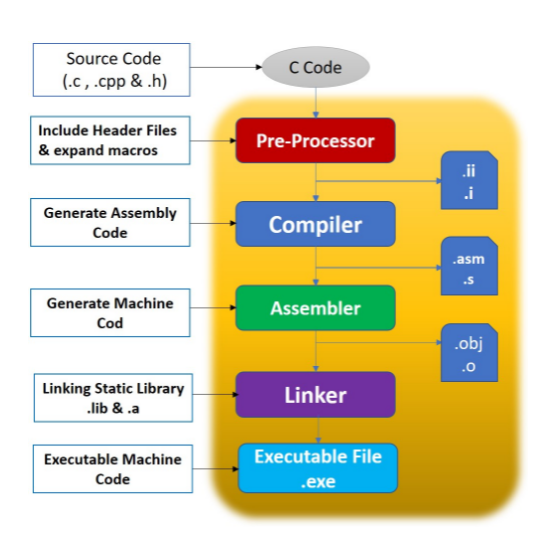 Source Code
(.c , .cpp & .h)
C Code
Include Header Files
& expand macros
Pre-Processor
.ii
.i
Generate Assembly
Code
Compiler
.asm
.s
Generate Machine
Cod
Assembler
.obj
.o
Linking Static Library
.lib & .a
Linker
Executable Machine
Code
Executable File
.exe